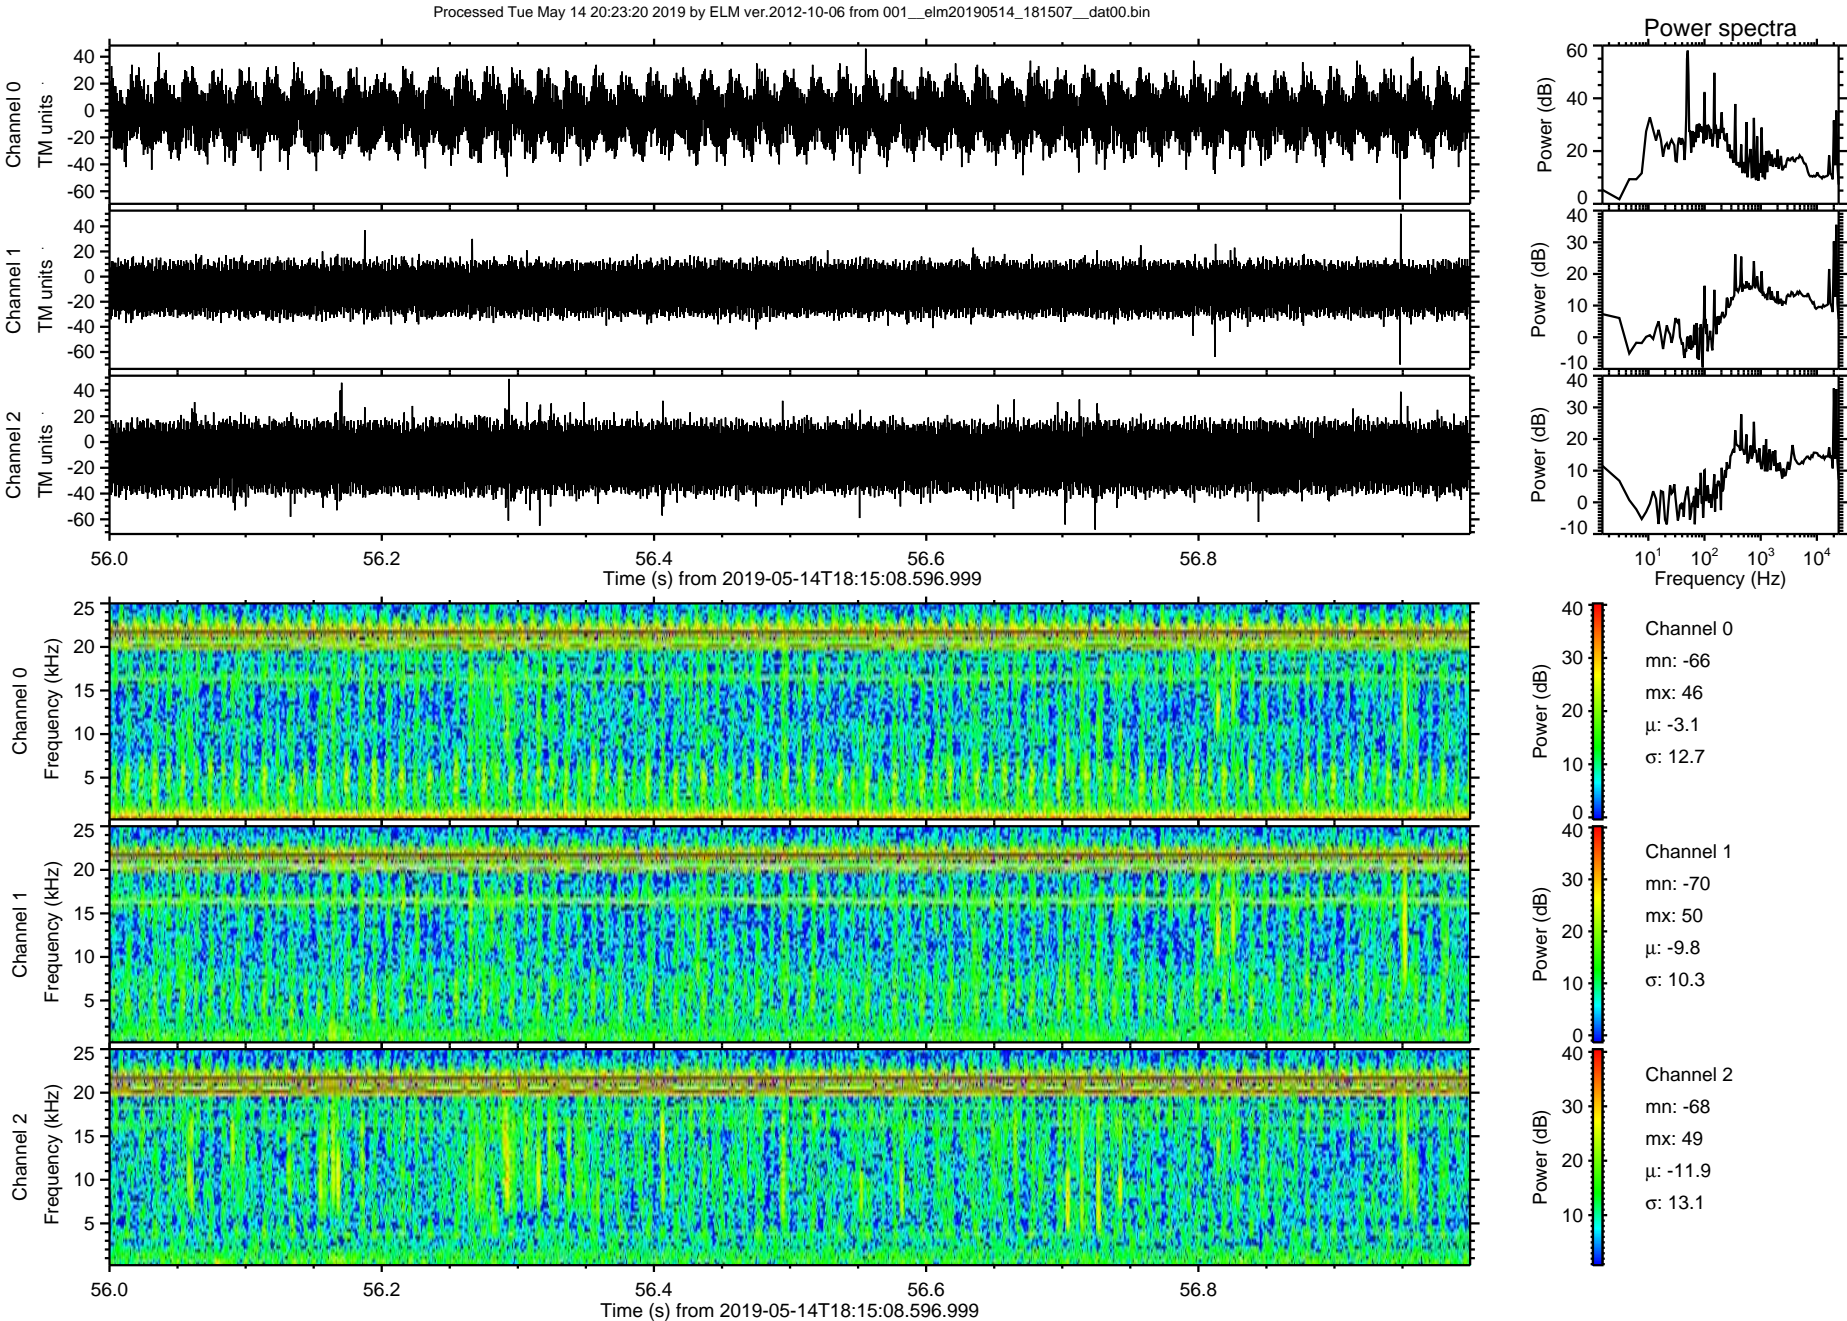 Processed Tue May 14 20:23:20 2019 by ELM ver.2012-10-06 from 001__elm20190514_181507__dat00.bin
Power spectra
Channel 0
TM units
40
20
0
-20
-40
-60
Power (dB)
60
40
20
0
Channel 1
TM units
40
20
0
-20
-40
-60
Power (dB)
40
30
20
10
0
-10
Channel 2
TM units
40
20
0
-20
-40
-60
Power (dB)
40
30
20
10
0
-10
56.0 56.2 56.4 56.6 56.8
Time (s) from 2019-05-14T18:15:08.596.999
10¹ 10² 10³ 10⁴
Frequency (Hz)
Channel 0
Frequency (kHz)
25
20
15
10
5
Power (dB)
40
30
20
10
0
Channel 0
mn: -66
mx: 46
μ: -3.1
σ: 12.7
Channel 1
Frequency (kHz)
25
20
15
10
5
Power (dB)
40
30
20
10
0
Channel 1
mn: -70
mx: 50
μ: -9.8
σ: 10.3
Channel 2
Frequency (kHz)
25
20
15
10
5
Power (dB)
40
30
20
10
Channel 2
mn: -68
mx: 49
μ: -11.9
σ: 13.1
56.0 56.2 56.4 56.6 56.8
Time (s) from 2019-05-14T18:15:08.596.999